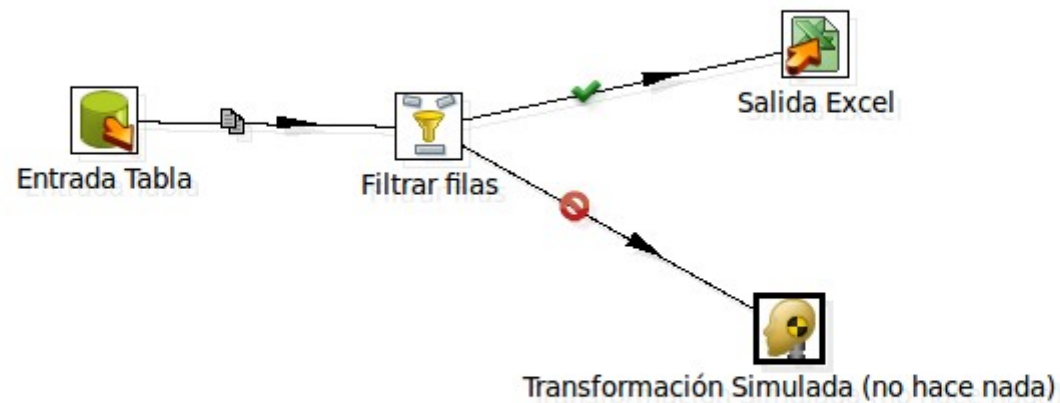 Salida Excel
Entrada Tabla
Filtrar filas
Transformación Simulada (no hace nada)